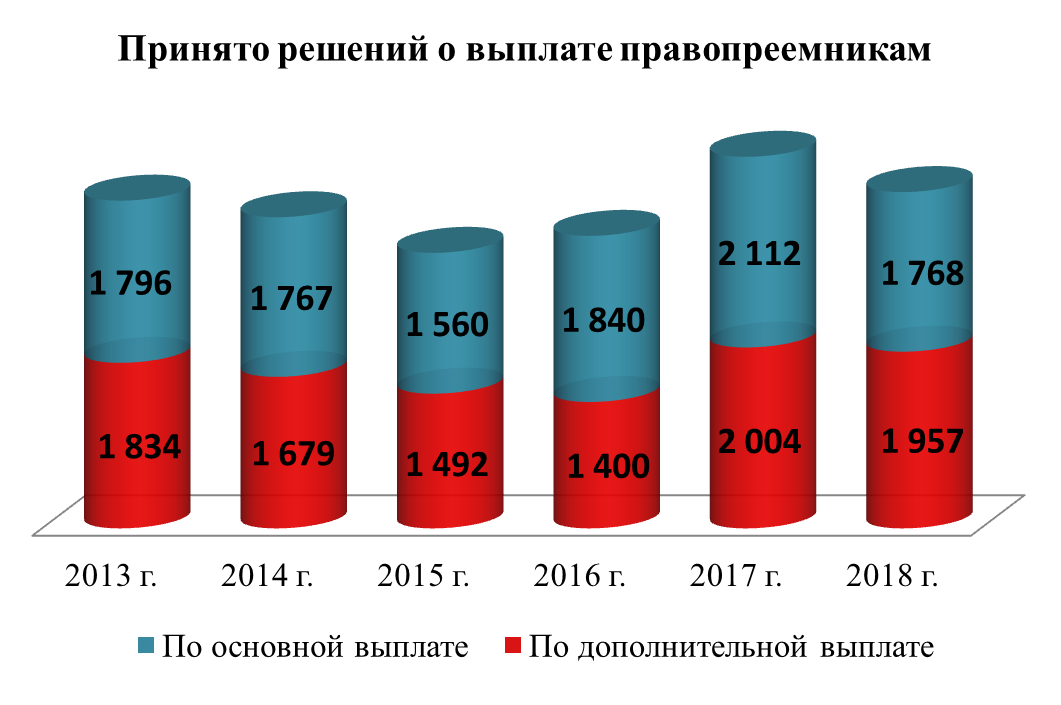 Принято решений о выплате правопреемникам
1 796 1 767 1 560 1 840 2 112 1 768
1 834 1 679 1 492 1 400 2 004 1 957
2013 г. 2014 г. 2015 г. 2016 г. 2017 г. 2018 г.
По основной выплате По дополнительной выплате